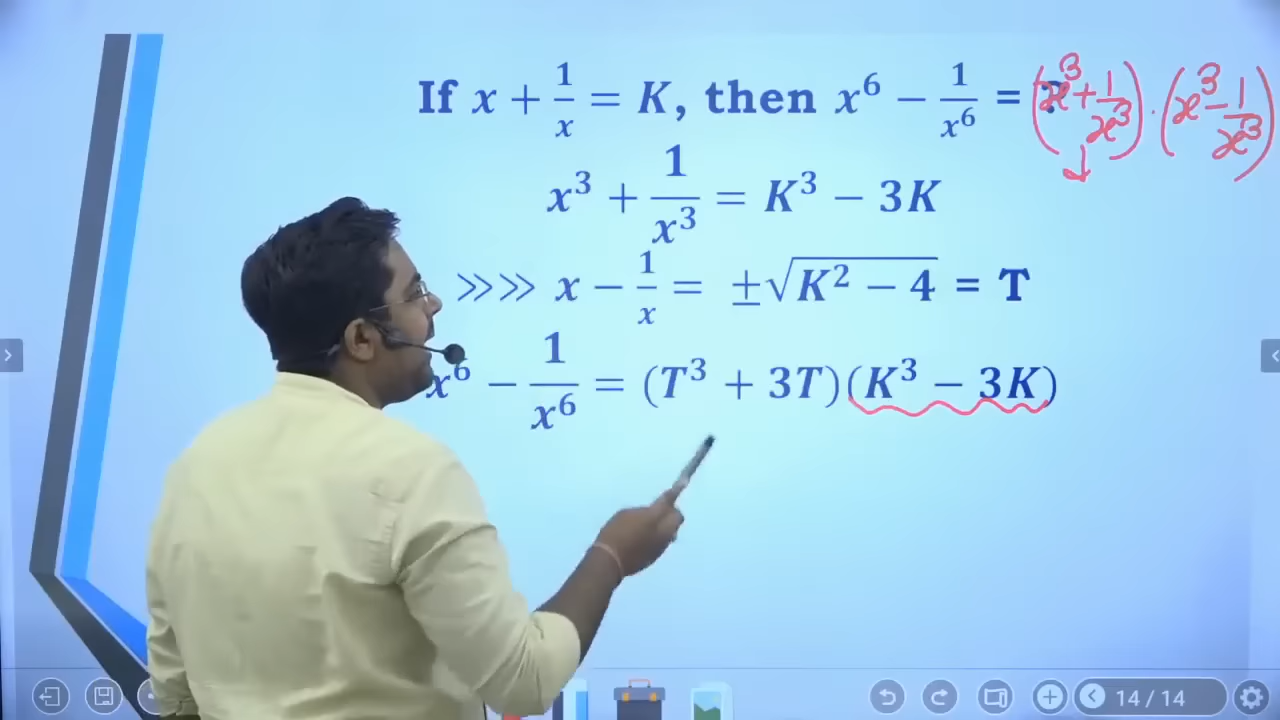 If x + 1/x = K, then x⁶ − 1/x⁶ = ? (x³ + 1/x³) · (x³ − 1/x³)
x³ + 1/x³ = K³ − 3K
>>>> x − 1/x = ±√(K² − 4) = T
x⁶ − 1/x⁶ = (T³ + 3T)(K³ − 3K)
14 / 14